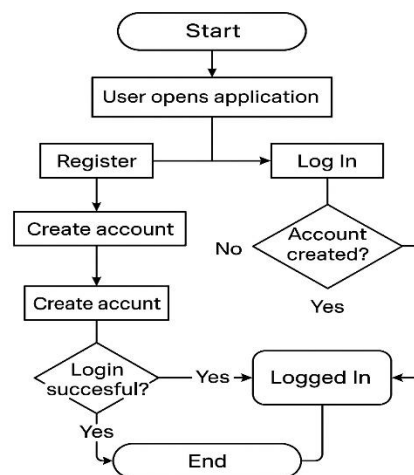 Start
User opens application
Register
Log In
Create account
No
Account
created?
Yes
Create accunt
Login
succesful?
Yes
Logged In
Yes
End